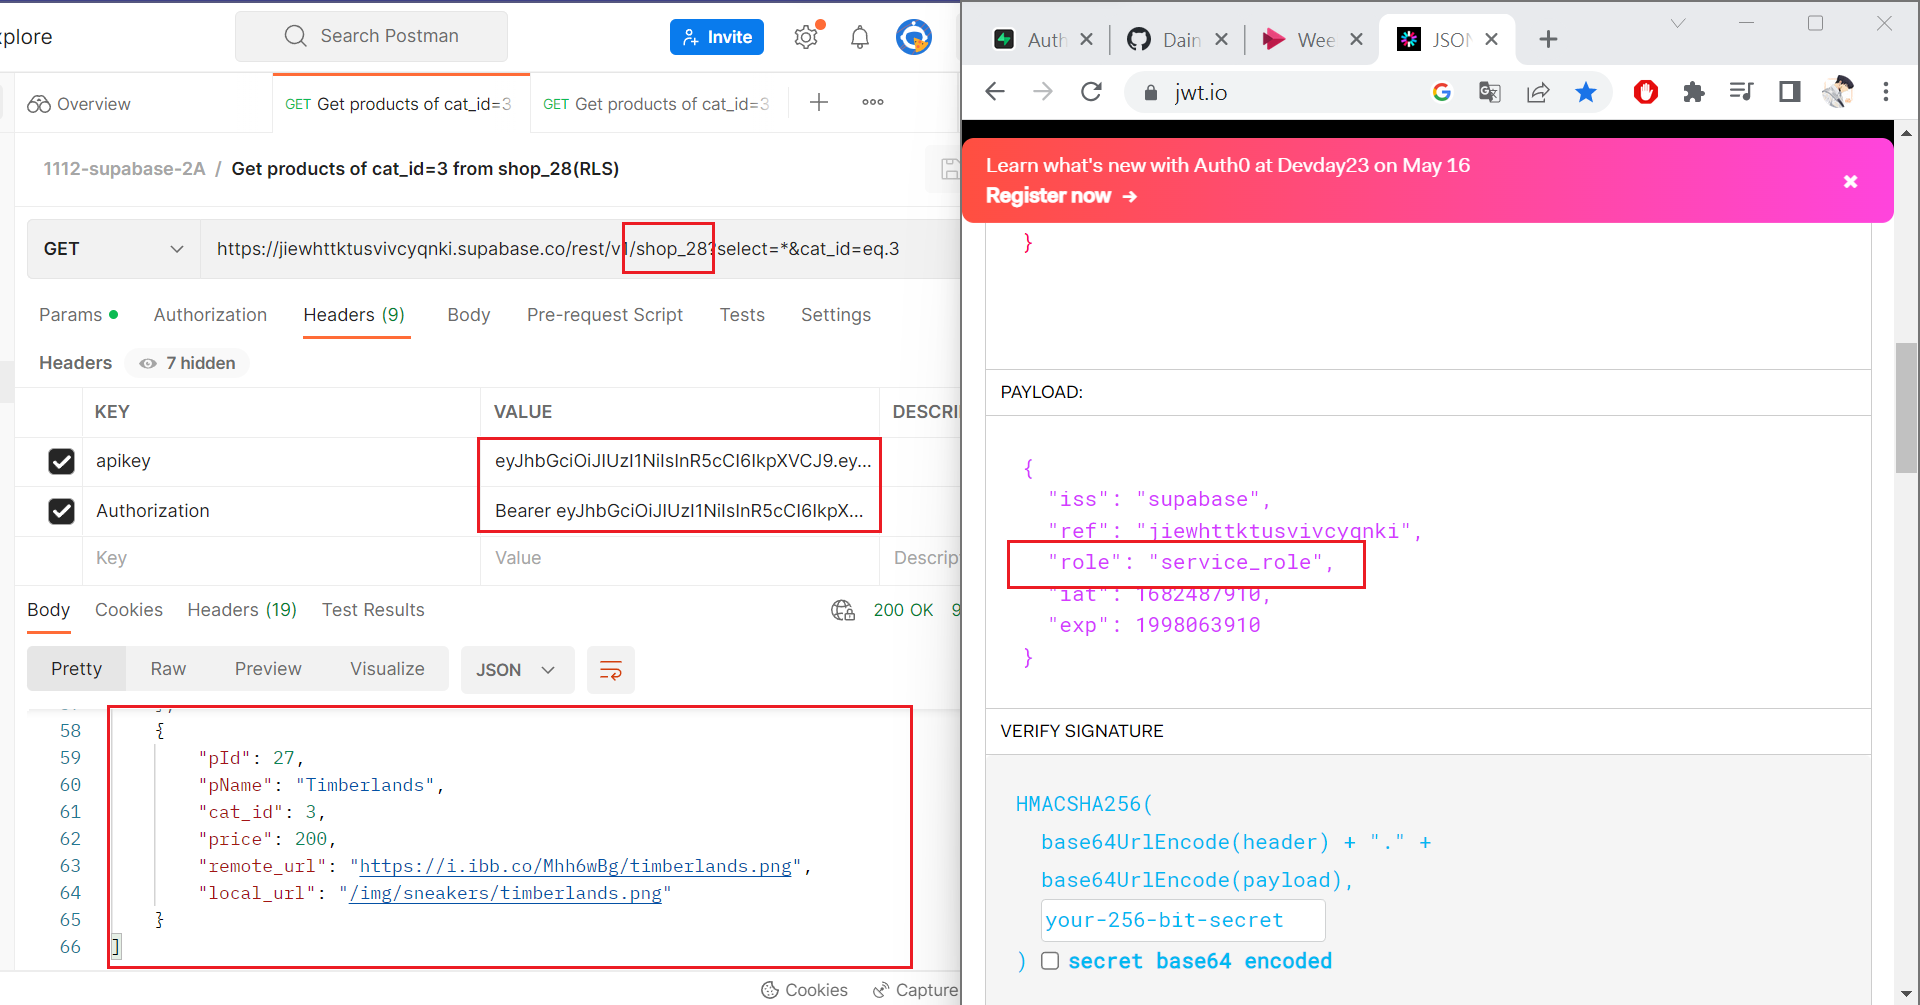 xplore
Search Postman
Invite
Overview
GET Get products of cat_id=3
GET Get products of cat_id=3
1112-supabase-2A / Get products of cat_id=3 from shop_28(RLS)
GET
https://jiewhttktusvivcyqnki.supabase.co/rest/v1/shop_28?select=*&cat_id=eq.3
Params
Authorization
Headers (9)
Body
Pre-request Script
Tests
Settings
Headers
7 hidden
KEY
VALUE
DESCRI
apikey
eyJhbGciOiJIUzI1NiIsInR5cCI6IkpXVCJ9.ey...
Authorization
Bearer eyJhbGciOiJIUzI1NiIsInR5cCI6IkpX...
Key
Value
Descrip
Body
Cookies
Headers (19)
Test Results
200 OK
9
Pretty
Raw
Preview
Visualize
JSON
58 {
59 "pId": 27,
60 "pName": "Timberlands",
61 "cat_id": 3,
62 "price": 200,
63 "remote_url": "https://i.ibb.co/Mhh6wBg/timberlands.png",
64 "local_url": "/img/sneakers/timberlands.png"
65 }
66 ]
Cookies
Capture
Auth
Dain
Wee
JSON
jwt.io
Learn what's new with Auth0 at Devday23 on May 16
Register now →
}
PAYLOAD:
{
"iss": "supabase",
"ref": "jiewhttktusvivcyqnki",
"role": "service_role",
"iat": 1682487910,
"exp": 1998063910
}
VERIFY SIGNATURE
HMACSHA256(
base64UrlEncode(header) + "." +
base64UrlEncode(payload),
your-256-bit-secret
) secret base64 encoded